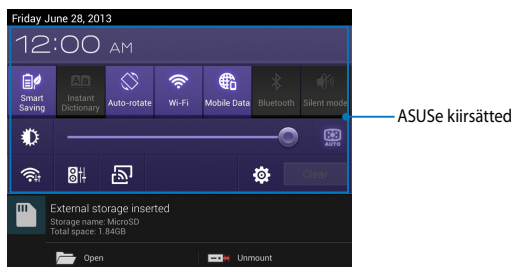 Friday June 28, 2013
12:00 AM
Smart Saving
Instant Dictionary
Auto-rotate
Wi-Fi
Mobile Data
Bluetooth
Silent mode
ASUSe kiirsätted
AUTO
Clear
External storage inserted
Storage name: MicroSD
Total space: 1.84GB
Open
Unmount